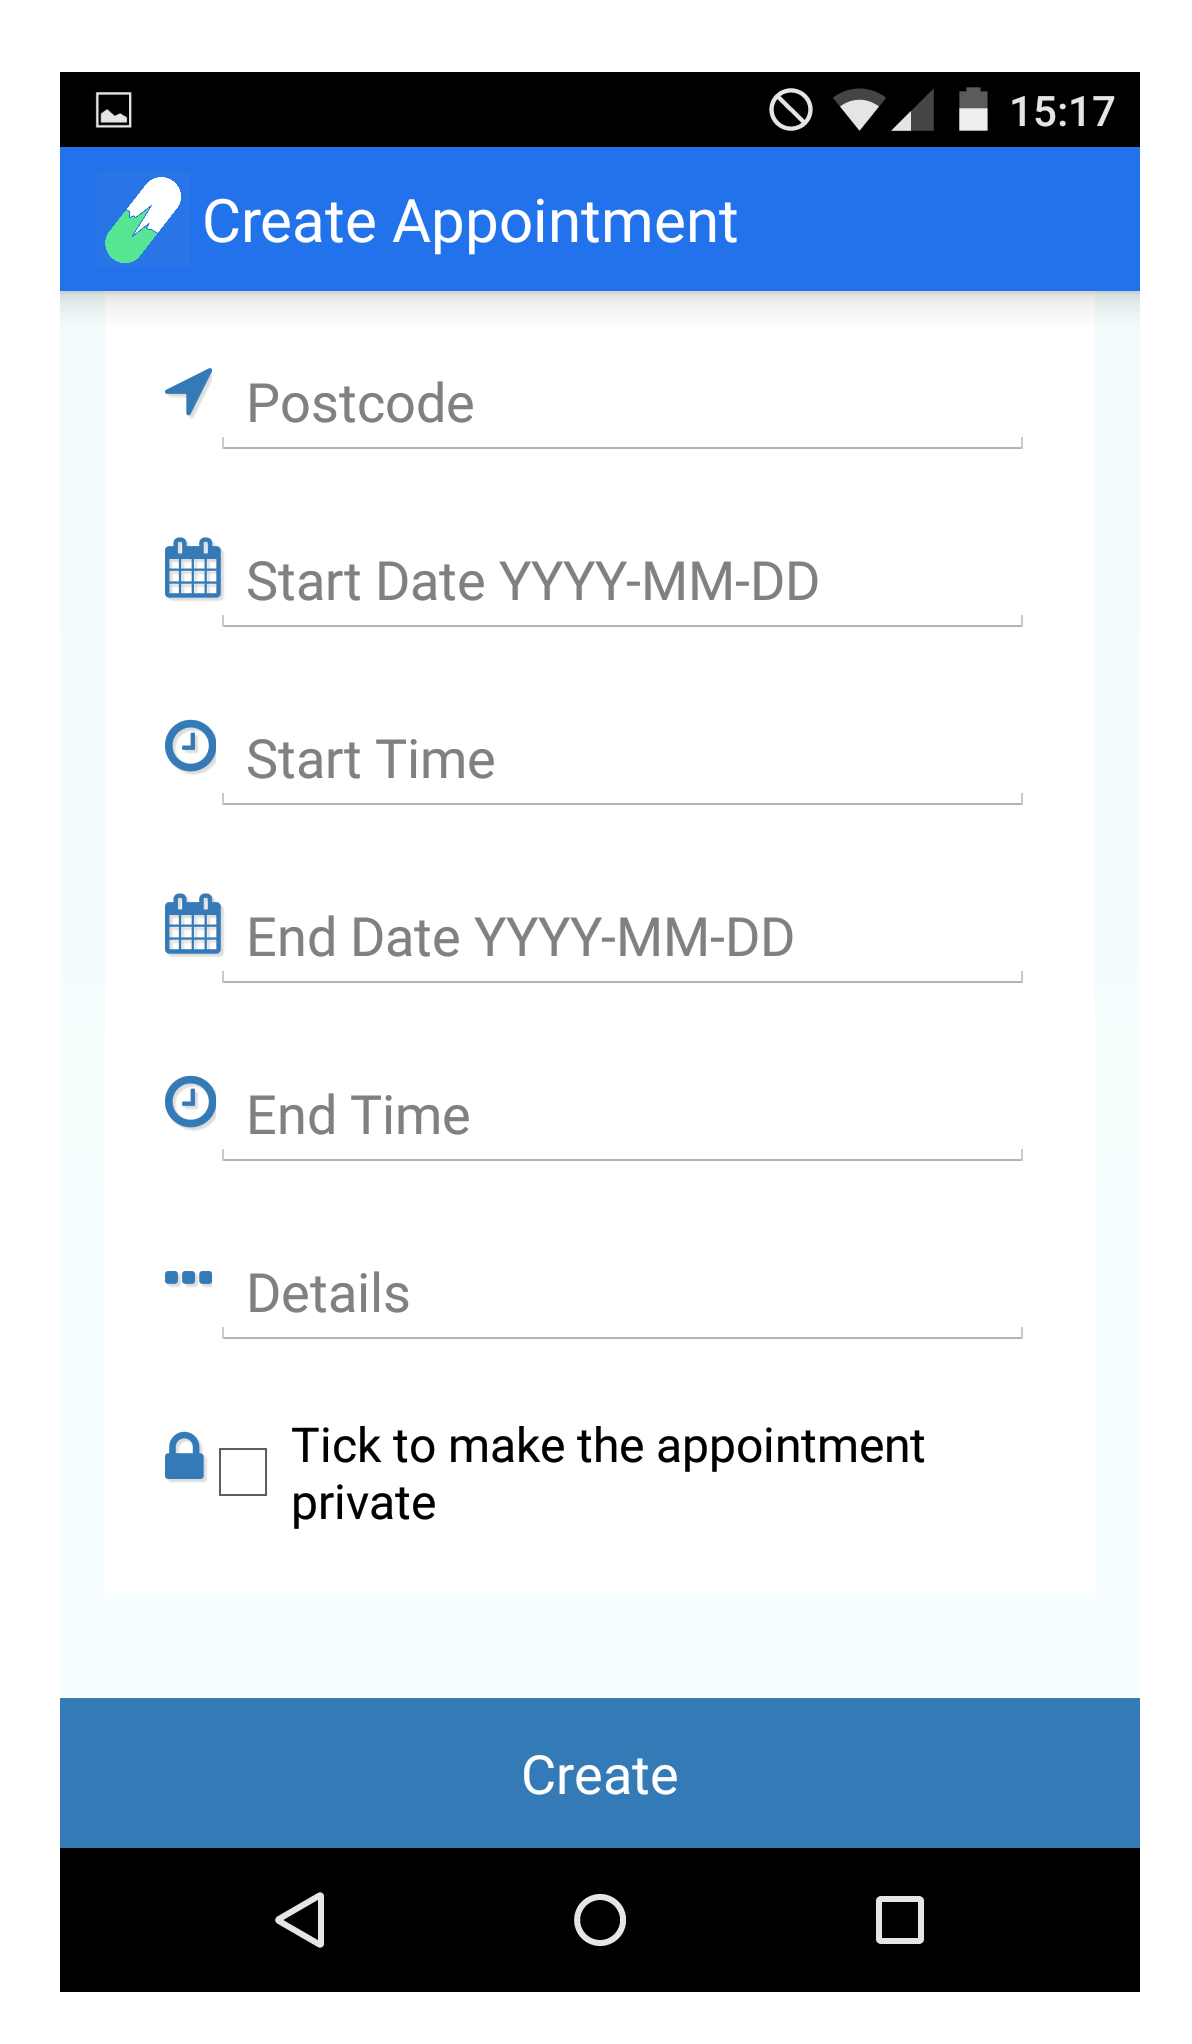 15:17
Create Appointment
Postcode
Start Date YYYY-MM-DD
Start Time
End Date YYYY-MM-DD
End Time
Details
Tick to make the appointment
private
Create